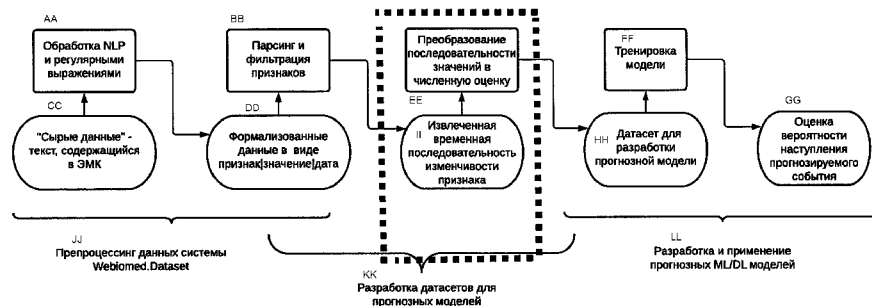 AA
Обработка NLP
и регулярными
выражениями
BB
Парсинг и
фильтрация
признаков
Преобразование
последовательности
значений в
численную оценку
FF
Тренировка
модели
CC
"Сырые данные" -
текст, содержащийся
в ЭМК
DD
Формализованные
данные в виде
признак|значение|дата
EE
II
Извлеченная
временная
последовательность
изменчивости
признака
HH
Датасет для
разработки
прогнозной модели
GG
Оценка
вероятности
наступления
прогнозируемого
события
JJ
Препроцессинг данных системы
Webiomed.Dataset
KK
Разработка датасетов для
прогнозных моделей
LL
Разработка и применение
прогнозных ML/DL моделей